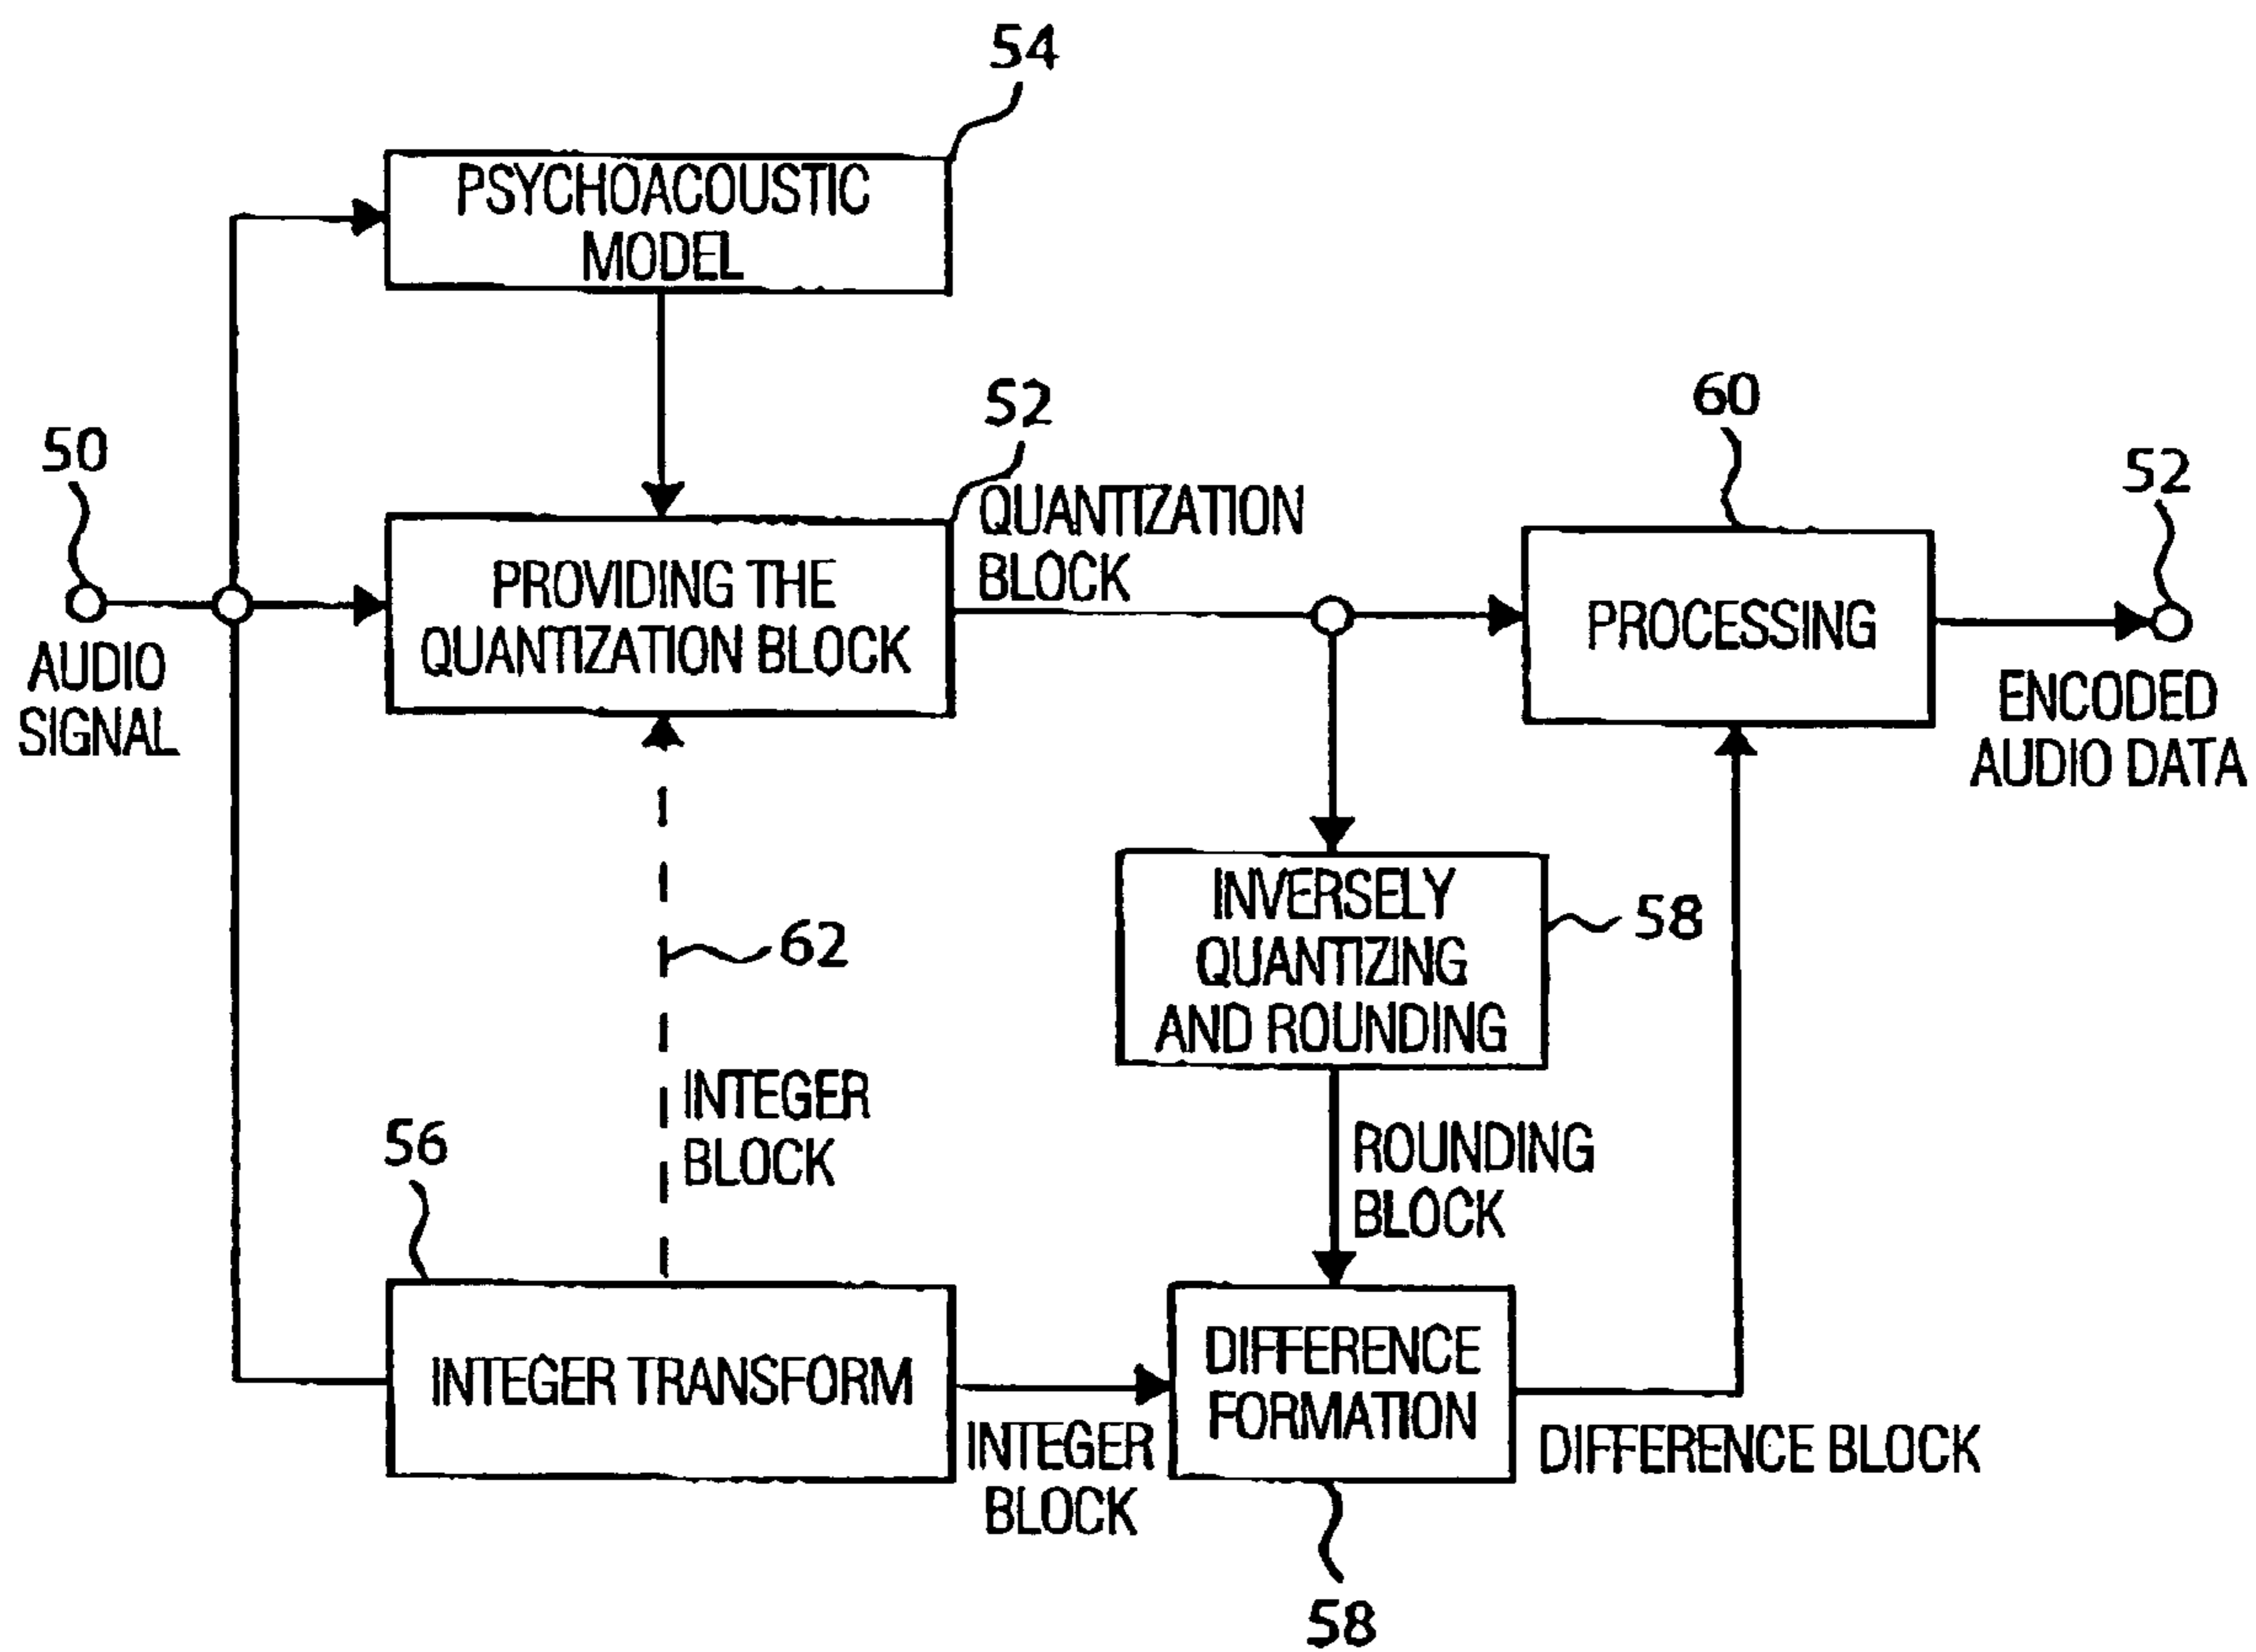 54
PSYCHOACOUSTIC
MODEL
52
60
50
52
QUANTIZATION
BLOCK
PROVIDING THE
QUANTIZATION BLOCK
PROCESSING
AUDIO
SIGNAL
ENCODED
AUDIO DATA
INVERSELY
QUANTIZING
AND ROUNDING
58
62
INTEGER
BLOCK
56
ROUNDING
BLOCK
INTEGER TRANSFORM
DIFFERENCE
FORMATION
INTEGER
BLOCK
DIFFERENCE BLOCK
58